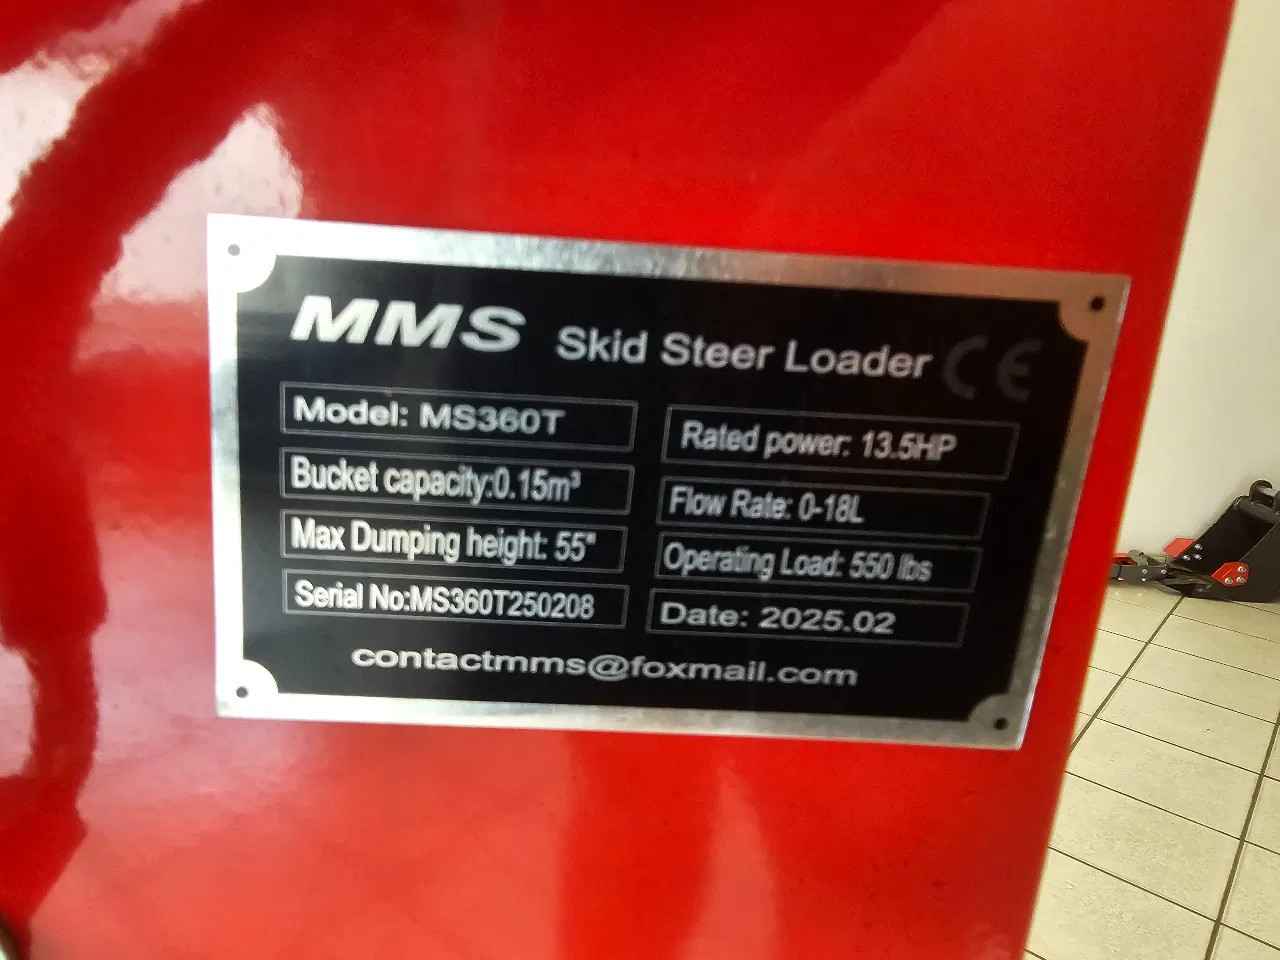 MMS Skid Steer Loader CE
Model: MS360T
Rated power: 13.5HP
Bucket capacity:0.15m³
Flow Rate: 0-18L
Max Dumping height: 55"
Operating Load: 550 lbs
Serial No:MS360T250208
Date: 2025.02
contactmms@foxmail.com